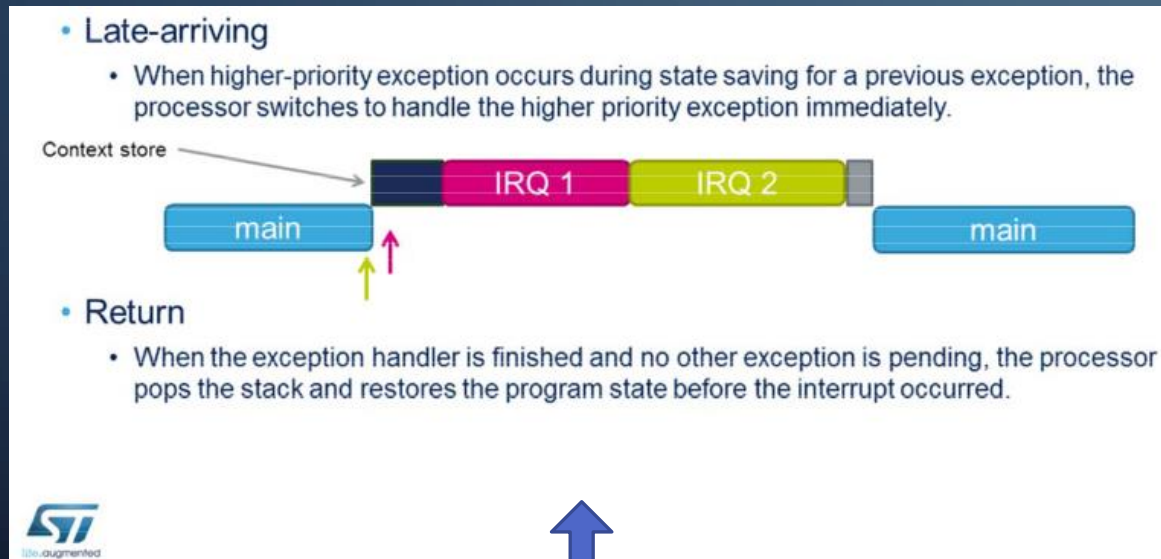 • Late-arriving
• When higher-priority exception occurs during state saving for a previous exception, the
processor switches to handle the higher priority exception immediately.
Context store
IRQ 1
IRQ 2
main
main
• Return
• When the exception handler is finished and no other exception is pending, the processor
pops the stack and restores the program state before the interrupt occurred.
ST
life.augmented